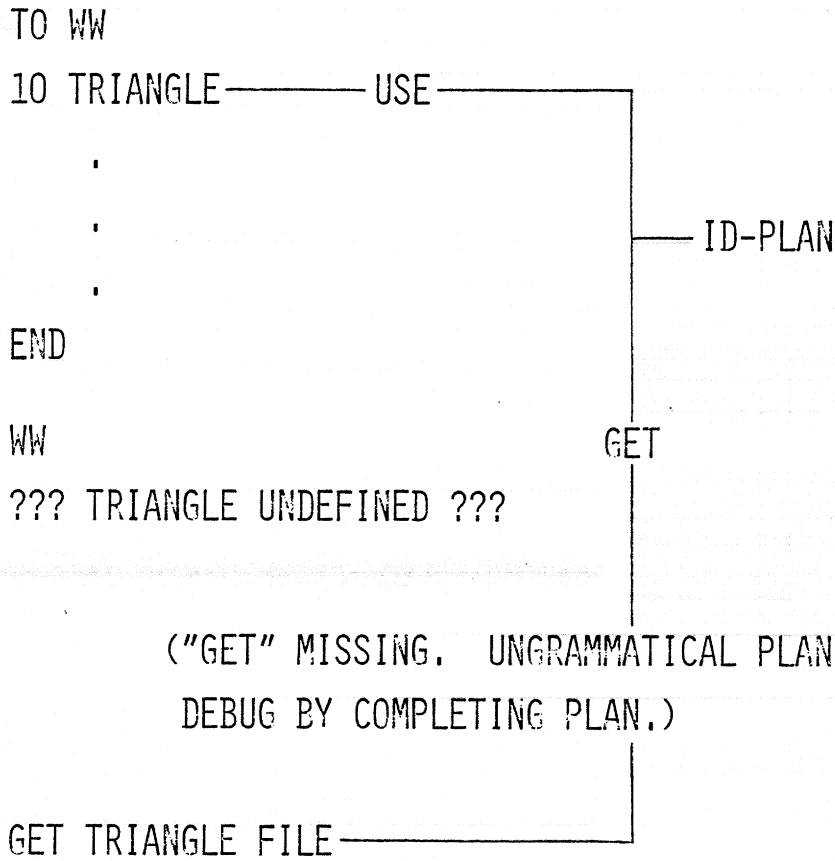 TO WW
10 TRIANGLE USE
.
.
ID-PLAN
.
END
WW GET
??? TRIANGLE UNDEFINED ???
("GET" MISSING. UNGRAMMATICAL PLAN
DEBUG BY COMPLETING PLAN.)
GET TRIANGLE FILE